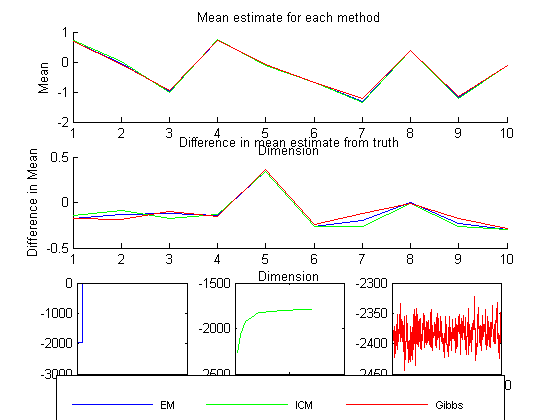 Mean estimate for each method
1
0
-1
-2
Mean
1 2 3 4 5 6 7 8 9 10
Dimension
Difference in mean estimate from truth
0.5
0
-0.5
Difference in Mean
1 2 3 4 5 6 7 8 9 10
Dimension
0
-1000
-2000
-3000
-1500
-2000
-2500
-2300
-2350
-2400
-2450
0
EM ICM Gibbs